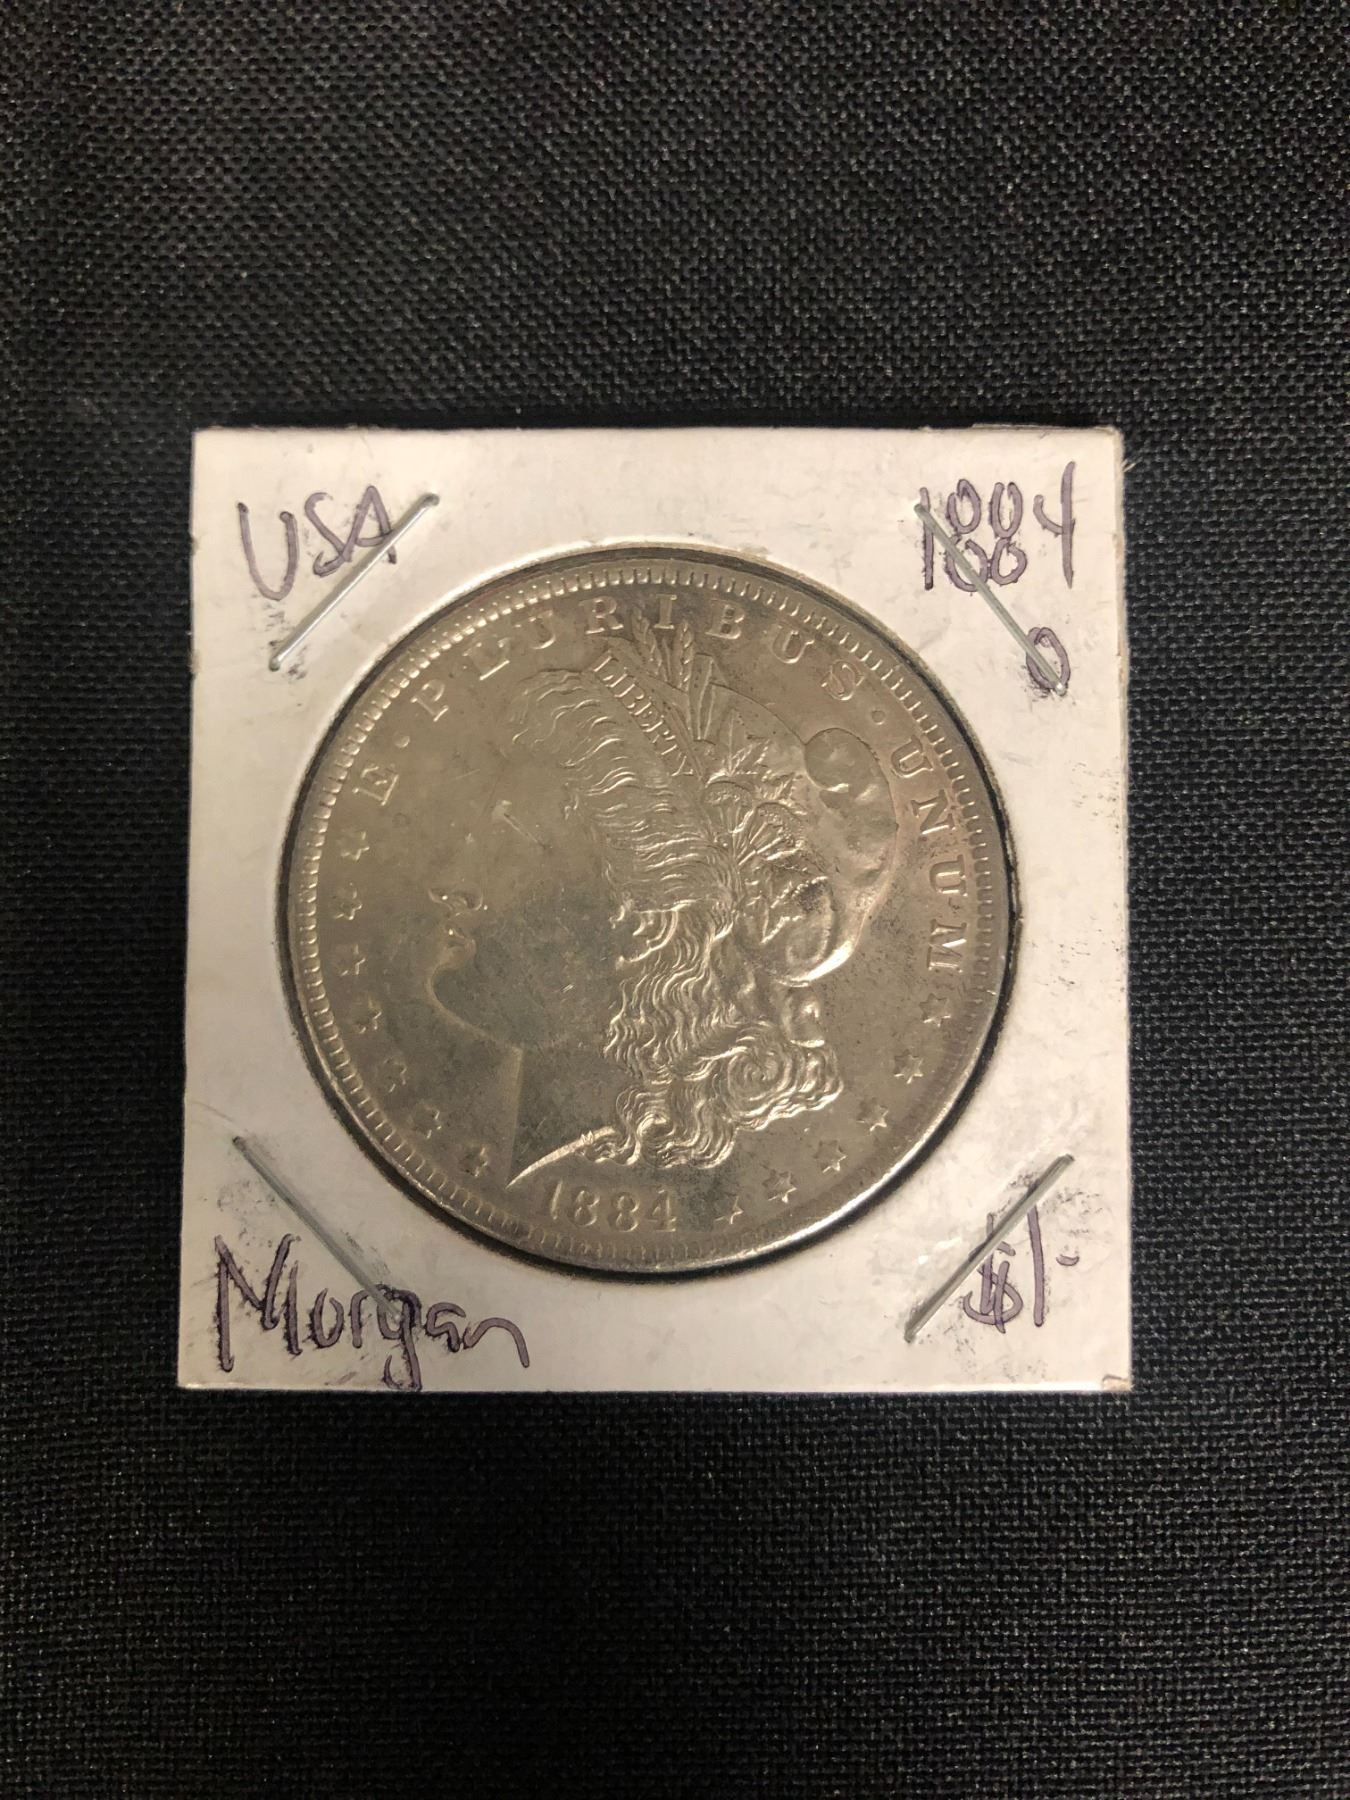 USA
1884
O
E · PLURIBUS · UNUM
LIBERTY
1884
Morgan
$1-